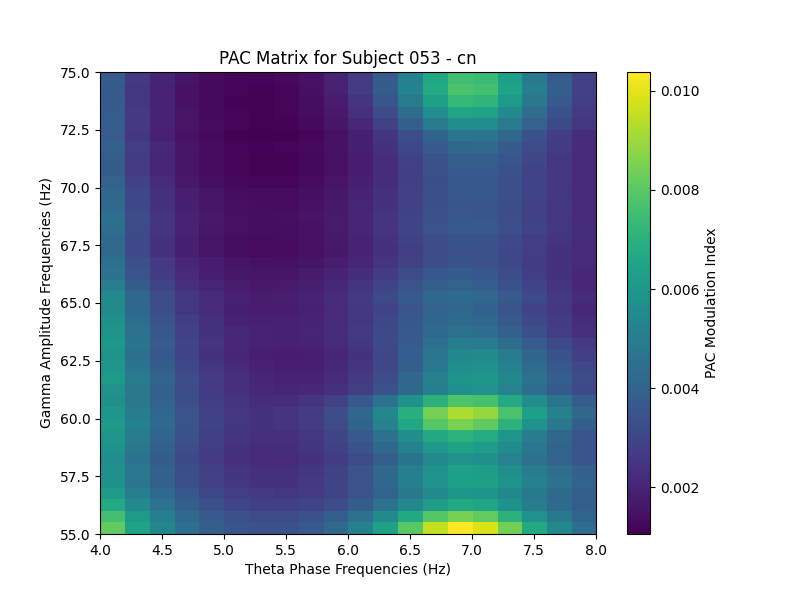 PAC Matrix for Subject 053 - cn
75.0
72.5
70.0
67.5
65.0
62.5
60.0
57.5
55.0
Gamma Amplitude Frequencies (Hz)
4.0 4.5 5.0 5.5 6.0 6.5 7.0 7.5 8.0
Theta Phase Frequencies (Hz)
0.010
0.008
0.006
0.004
0.002
PAC Modulation Index